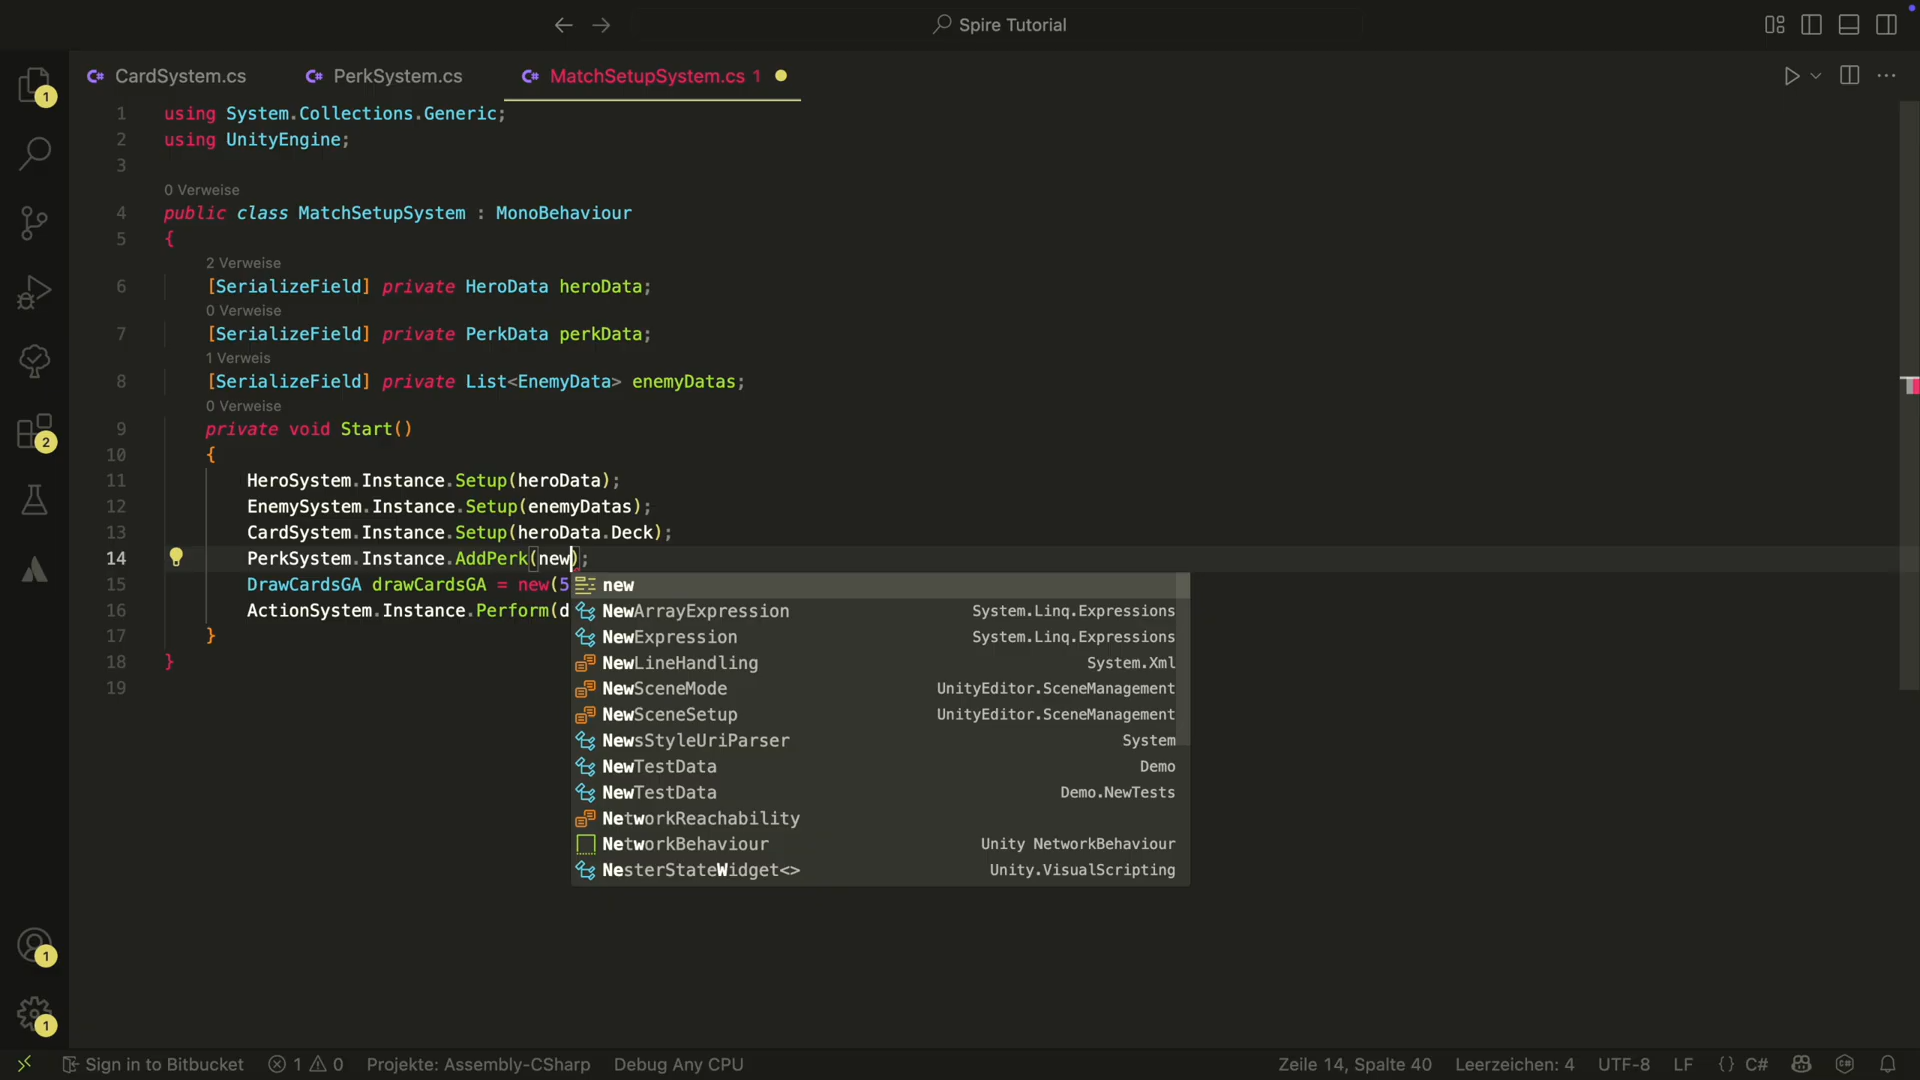 Spire Tutorial
CardSystem.cs
PerkSystem.cs
MatchSetupSystem.cs 1
1
1 using System.Collections.Generic;
2 using UnityEngine;
3
0 Verweise
4 public class MatchSetupSystem : MonoBehaviour
5 {
2 Verweise
6 [SerializeField] private HeroData heroData;
0 Verweise
7 [SerializeField] private PerkData perkData;
1 Verweis
8 [SerializeField] private List<EnemyData> enemyDatas;
0 Verweise
9 private void Start()
10 {
11 HeroSystem.Instance.Setup(heroData);
12 EnemySystem.Instance.Setup(enemyDatas);
13 CardSystem.Instance.Setup(heroData.Deck);
14 PerkSystem.Instance.AddPerk(new);
15 DrawCardsGA drawCardsGA = new(5
16 ActionSystem.Instance.Perform(d
17 }
18 }
19
2
new
NewArrayExpression System.Linq.Expressions
NewExpression System.Linq.Expressions
NewLineHandling System.Xml
NewSceneMode UnityEditor.SceneManagement
NewSceneSetup UnityEditor.SceneManagement
NewsStyleUriParser System
NewTestData Demo
NewTestData Demo.NewTests
NetworkReachability
NetworkBehaviour Unity NetworkBehaviour
NesterStateWidget<> Unity.VisualScripting
1
1
Sign in to Bitbucket
1
0
Projekte: Assembly-CSharp
Debug Any CPU
Zeile 14, Spalte 40
Leerzeichen: 4
UTF-8
LF
{ } C#